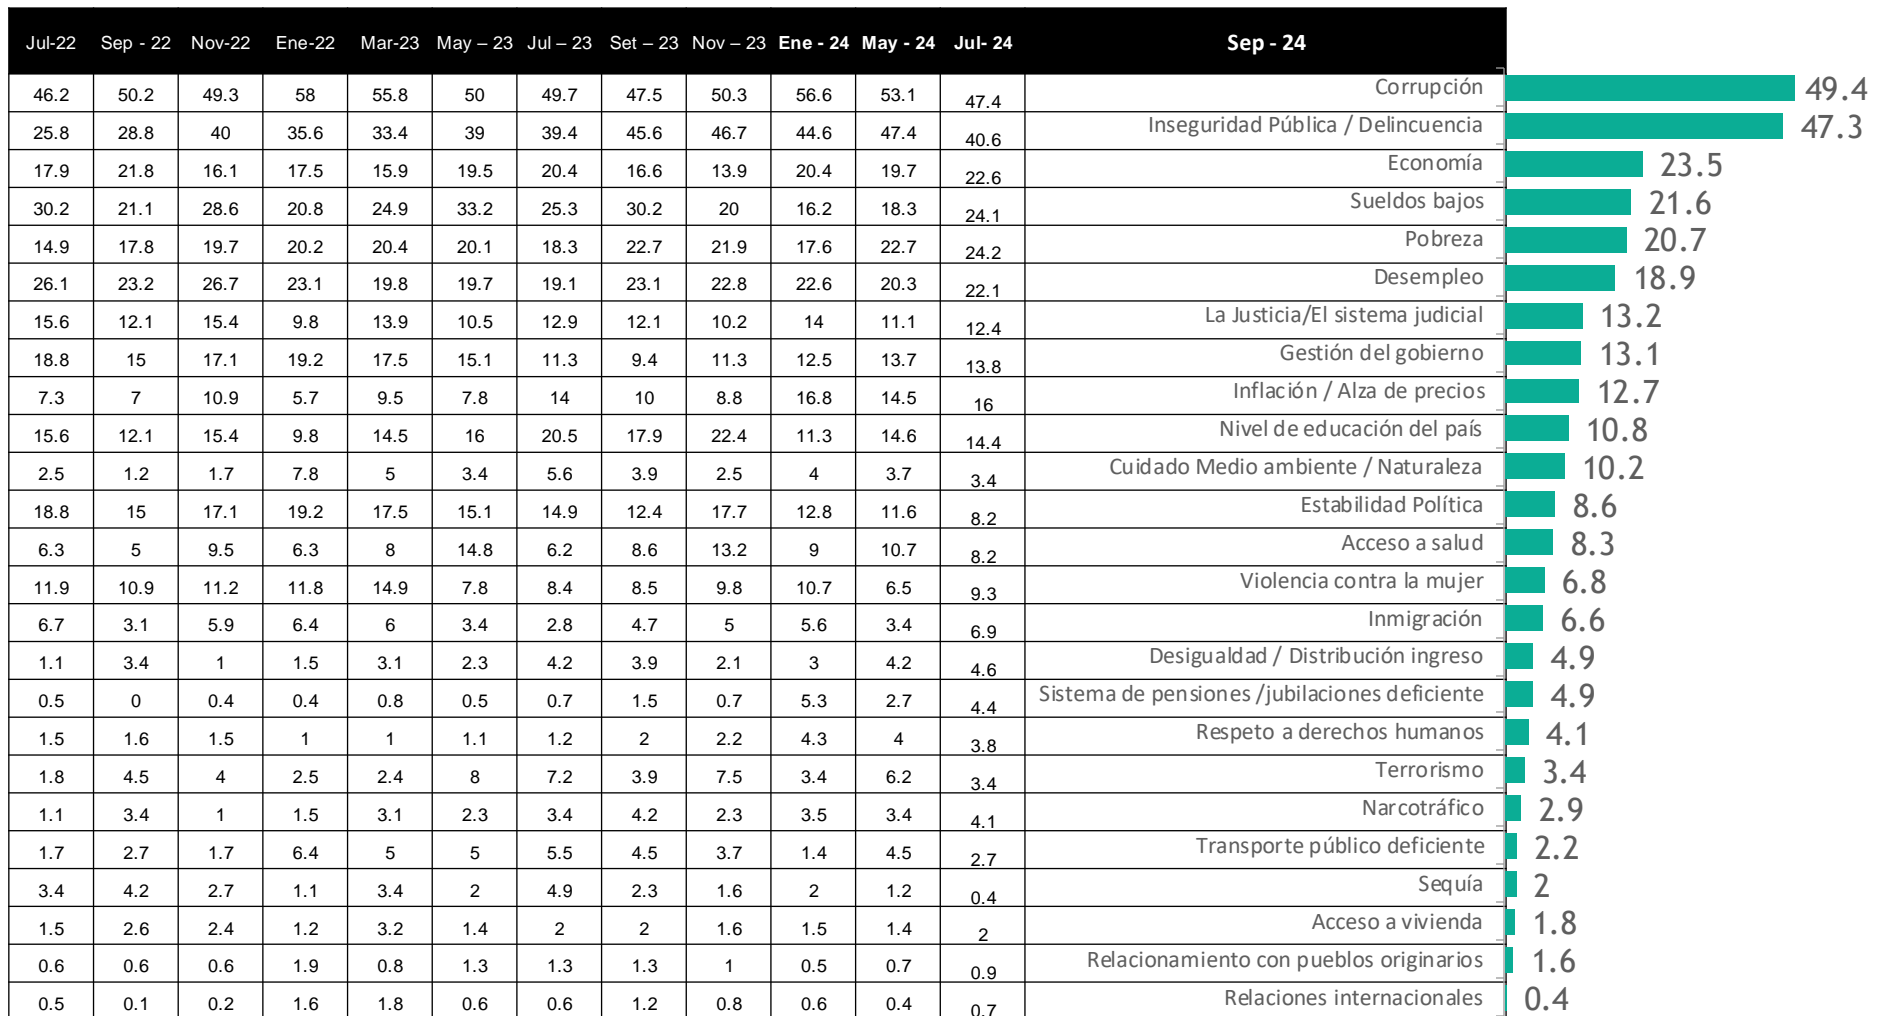 Jul-22 Sep - 22 Nov-22 Ene-22 Mar-23 May – 23 Jul – 23 Set – 23 Nov – 23 Ene - 24 May - 24 Jul- 24 Sep - 24
46.2 50.2 49.3 58 55.8 50 49.7 47.5 50.3 56.6 53.1 47.4 Corrupción 49.4
25.8 28.8 40 35.6 33.4 39 39.4 45.6 46.7 44.6 47.4 40.6 Inseguridad Pública / Delincuencia 47.3
17.9 21.8 16.1 17.5 15.9 19.5 20.4 16.6 13.9 20.4 19.7 22.6 Economía 23.5
30.2 21.1 28.6 20.8 24.9 33.2 25.3 30.2 20 16.2 18.3 24.1 Sueldos bajos 21.6
14.9 17.8 19.7 20.2 20.4 20.1 18.3 22.7 21.9 17.6 22.7 24.2 Pobreza 20.7
26.1 23.2 26.7 23.1 19.8 19.7 19.1 23.1 22.8 22.6 20.3 22.1 Desempleo 18.9
15.6 12.1 15.4 9.8 13.9 10.5 12.9 12.1 10.2 14 11.1 12.4 La Justicia/El sistema judicial 13.2
18.8 15 17.1 19.2 17.5 15.1 11.3 9.4 11.3 12.5 13.7 13.8 Gestión del gobierno 13.1
7.3 7 10.9 5.7 9.5 7.8 14 10 8.8 16.8 14.5 16 Inflación / Alza de precios 12.7
15.6 12.1 15.4 9.8 14.5 16 20.5 17.9 22.4 11.3 14.6 14.4 Nivel de educación del país 10.8
2.5 1.2 1.7 7.8 5 3.4 5.6 3.9 2.5 4 3.7 3.4 Cuidado Medio ambiente / Naturaleza 10.2
18.8 15 17.1 19.2 17.5 15.1 14.9 12.4 17.7 12.8 11.6 8.2 Estabilidad Política 8.6
6.3 5 9.5 6.3 8 14.8 6.2 8.6 13.2 9 10.7 8.2 Acceso a salud 8.3
11.9 10.9 11.2 11.8 14.9 7.8 8.4 8.5 9.8 10.7 6.5 9.3 Violencia contra la mujer 6.8
6.7 3.1 5.9 6.4 6 3.4 2.8 4.7 5 5.6 3.4 6.9 Inmigración 6.6
1.1 3.4 1 1.5 3.1 2.3 4.2 3.9 2.1 3 4.2 4.6 Desigualdad / Distribución ingreso 4.9
0.5 0 0.4 0.4 0.8 0.5 0.7 1.5 0.7 5.3 2.7 4.4 Sistema de pensiones /jubilaciones deficiente 4.9
1.5 1.6 1.5 1 1 1.1 1.2 2 2.2 4.3 4 3.8 Respeto a derechos humanos 4.1
1.8 4.5 4 2.5 2.4 8 7.2 3.9 7.5 3.4 6.2 3.4 Terrorismo 3.4
1.1 3.4 1 1.5 3.1 2.3 3.4 4.2 2.3 3.5 3.4 4.1 Narcotráfico 2.9
1.7 2.7 1.7 6.4 5 5 5.5 4.5 3.7 1.4 4.5 2.7 Transporte público deficiente 2.2
3.4 4.2 2.7 1.1 3.4 2 4.9 2.3 1.6 2 1.2 0.4 Sequía 2
1.5 2.6 2.4 1.2 3.2 1.4 2 2 1.6 1.5 1.4 2 Acceso a vivienda 1.8
0.6 0.6 0.6 1.9 0.8 1.3 1.3 1.3 1 0.5 0.7 0.9 Relacionamiento con pueblos originarios 1.6
0.5 0.1 0.2 1.6 1.8 0.6 0.6 1.2 0.8 0.6 0.4 0.7 Relaciones internacionales 0.4